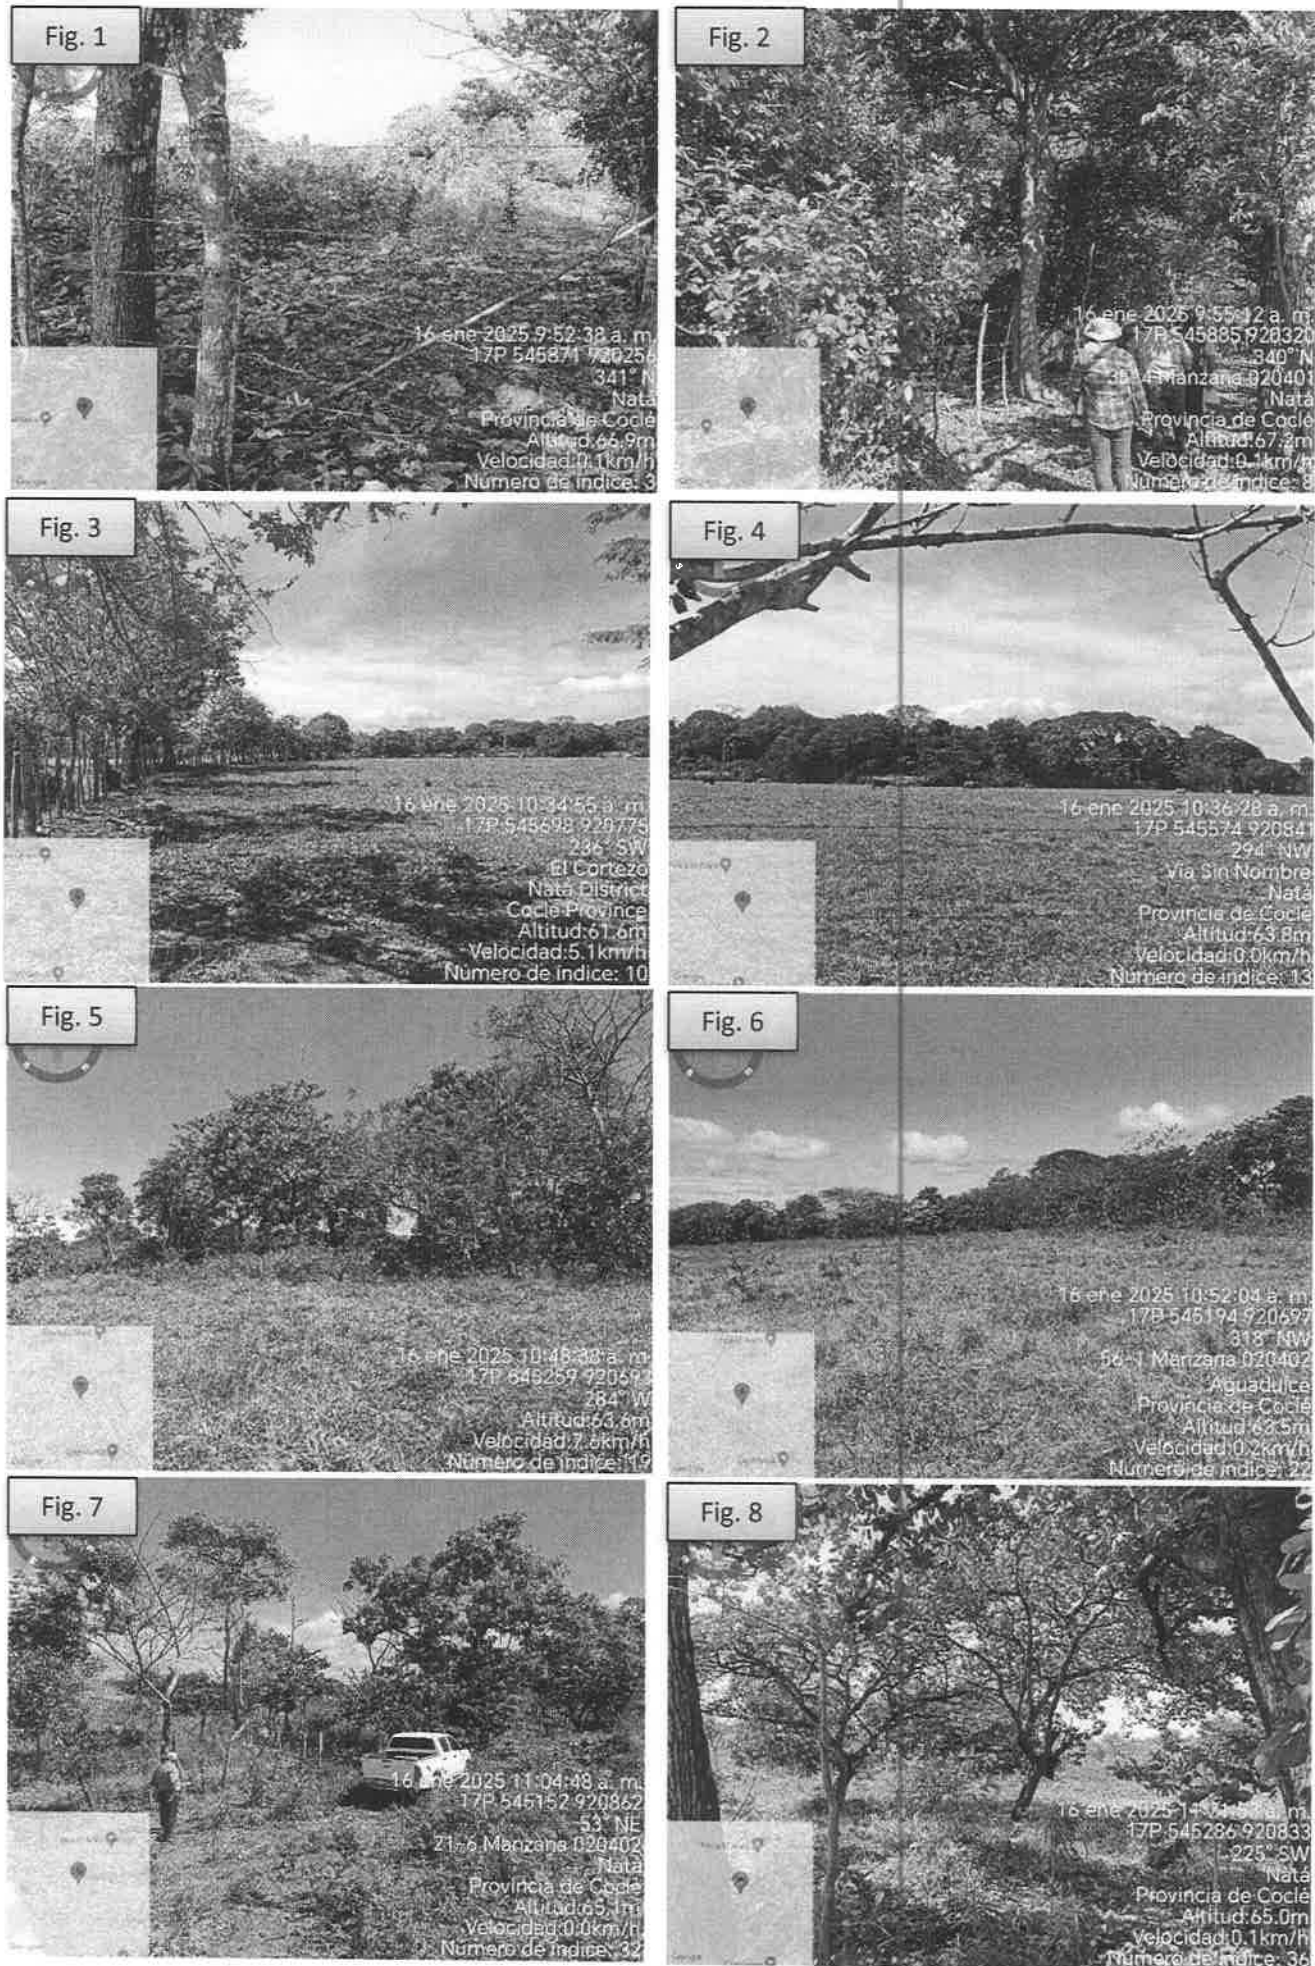 Fig. 1
16 ene 2025 9:52:38 a. m.
17P 545871 920256
341° N
Natá
Provincia de Coclé
Altitud:66.9m
Velocidad:0.1km/h
Número de índice: 3
Fig. 2
16 ene 2025 9:55:12 a. m.
17P 545885 920320
340° N
Manzana 020401
Natá
Provincia de Coclé
Altitud:67.2m
Velocidad:0.1km/h
Número de índice: 8
Fig. 3
16 ene 2025 10:34:55 a. m.
17P 545698 920775
236° SW
El Cortezo
Natá District
Coclé Province
Altitud:61.6m
Velocidad:5.1km/h
Número de índice: 10
Fig. 4
16 ene 2025 10:36:28 a. m.
17P 545574 920841
294° NW
Vía Sin Nombre
Natá
Provincia de Coclé
Altitud:63.8m
Velocidad:0.0km/h
Número de índice: 13
Fig. 5
16 ene 2025 10:48:38 a. m.
17P 545259 920693
284° W
Altitud:63.6m
Velocidad:7.6km/h
Número de índice: 19
Fig. 6
16 ene 2025 10:52:04 a. m.
17P 545194 920697
318° NW
56-1 Manzana 020402
Aguadulce
Provincia de Coclé
Altitud:63.5m
Velocidad:0.2km/h
Número de índice: 22
Fig. 7
16 ene 2025 11:04:48 a. m.
17P 545152 920862
53° NE
21-6 Manzana 020402
Natá
Provincia de Coclé
Altitud:65.1m
Velocidad:0.0km/h
Número de índice: 32
Fig. 8
16 ene 2025 a. m.
17P 545286 920833
225° SW
Natá
Provincia de Coclé
Altitud:65.0m
Velocidad:0.1km/h
Número de índice: 36